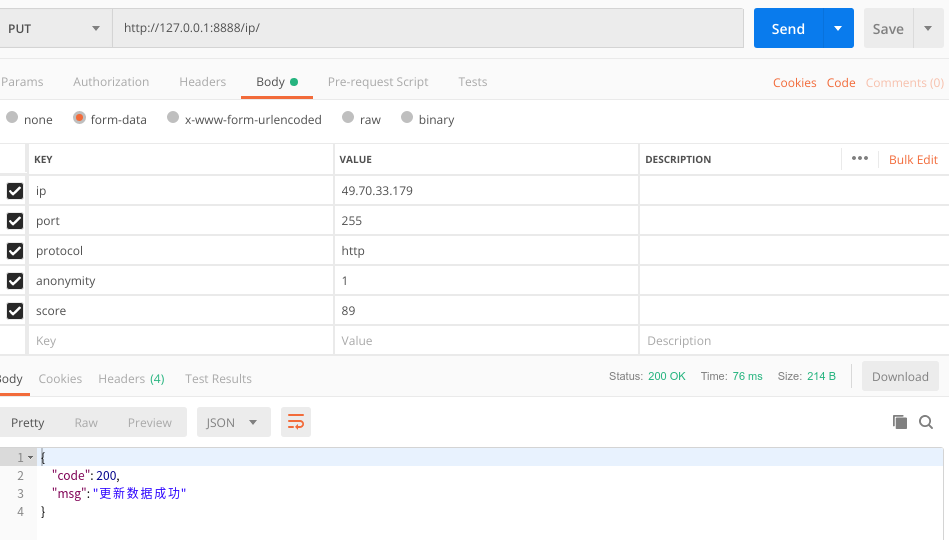 PUT http://127.0.0.1:8888/ip/ Send Save
Params Authorization Headers Body Pre-request Script Tests Cookies Code Comments (0)
none form-data x-www-form-urlencoded raw binary
KEY VALUE DESCRIPTION ••• Bulk Edit
ip 49.70.33.179
port 255
protocol http
anonymity 1
score 89
Key Value Description
Body Cookies Headers (4) Test Results Status: 200 OK Time: 76 ms Size: 214 B Download
Pretty Raw Preview JSON
1 {
2 "code": 200,
3 "msg": "更新数据成功"
4 }